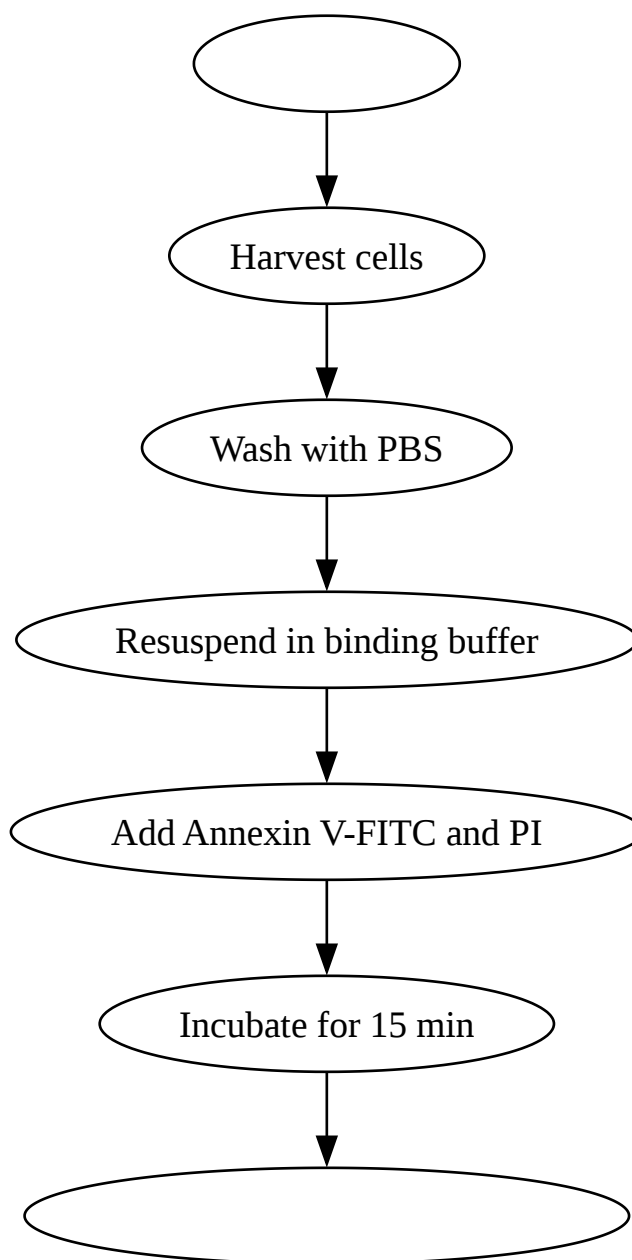 Harvest cells
Wash with PBS
Resuspend in binding buffer
Add Annexin V-FITC and PI
Incubate for 15 min